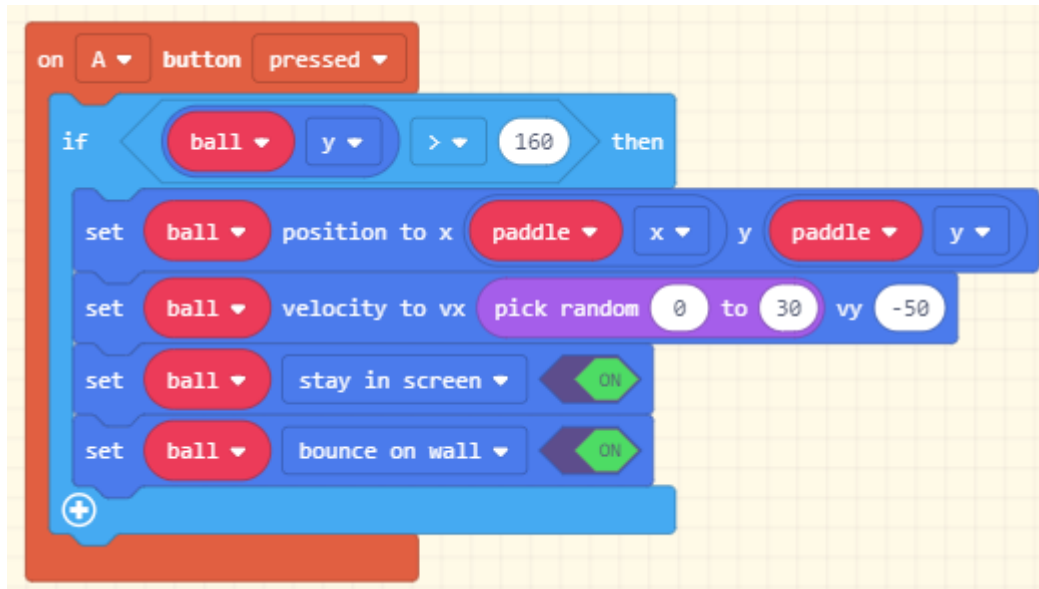 on A button pressed
if ball y > 160 then
set ball position to x paddle x y paddle y
set ball velocity to vx pick random 0 to 30 vy -50
set ball stay in screen ON
set ball bounce on wall ON